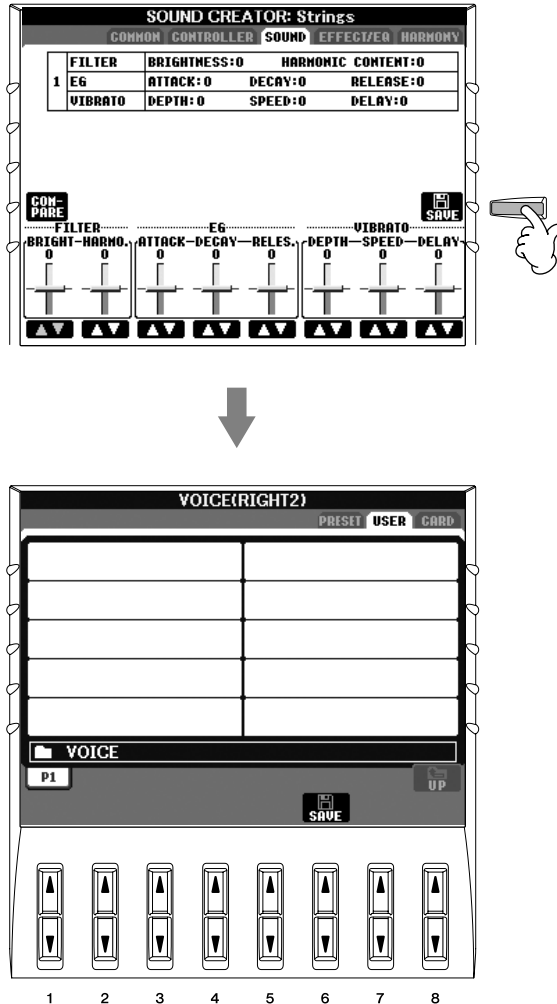 SOUND CREATOR: Strings
COMMON CONTROLLER SOUND EFFECT/EQ HARMONY
FILTER BRIGHTNESS:0 HARMONIC CONTENT:0
1 EG ATTACK:0 DECAY:0 RELEASE:0
VIBRATO DEPTH:0 SPEED:0 DELAY:0
COM-
PARE
SAVE
FILTER EG VIBRATO
BRIGHT-HARMO. ATTACK-DECAY-RELES. DEPTH-SPEED-DELAY
0 0 0 0 0 0 0 0
VOICE(RIGHT2)
PRESET USER CARD
VOICE
P1
UP
SAVE
1 2 3 4 5 6 7 8